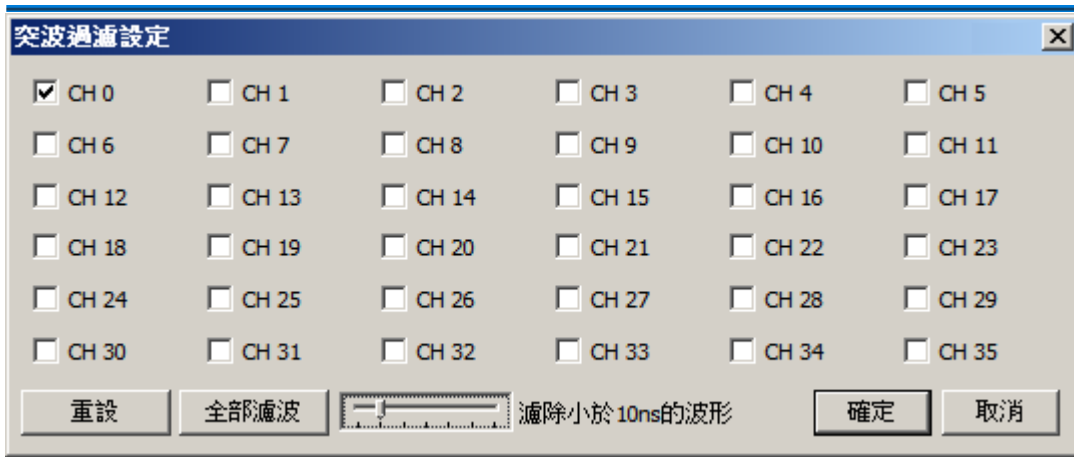 突波過濾設定
CH 0 CH 1 CH 2 CH 3 CH 4 CH 5
CH 6 CH 7 CH 8 CH 9 CH 10 CH 11
CH 12 CH 13 CH 14 CH 15 CH 16 CH 17
CH 18 CH 19 CH 20 CH 21 CH 22 CH 23
CH 24 CH 25 CH 26 CH 27 CH 28 CH 29
CH 30 CH 31 CH 32 CH 33 CH 34 CH 35
重設 全部濾波 濾除小於10ns的波形 確定 取消